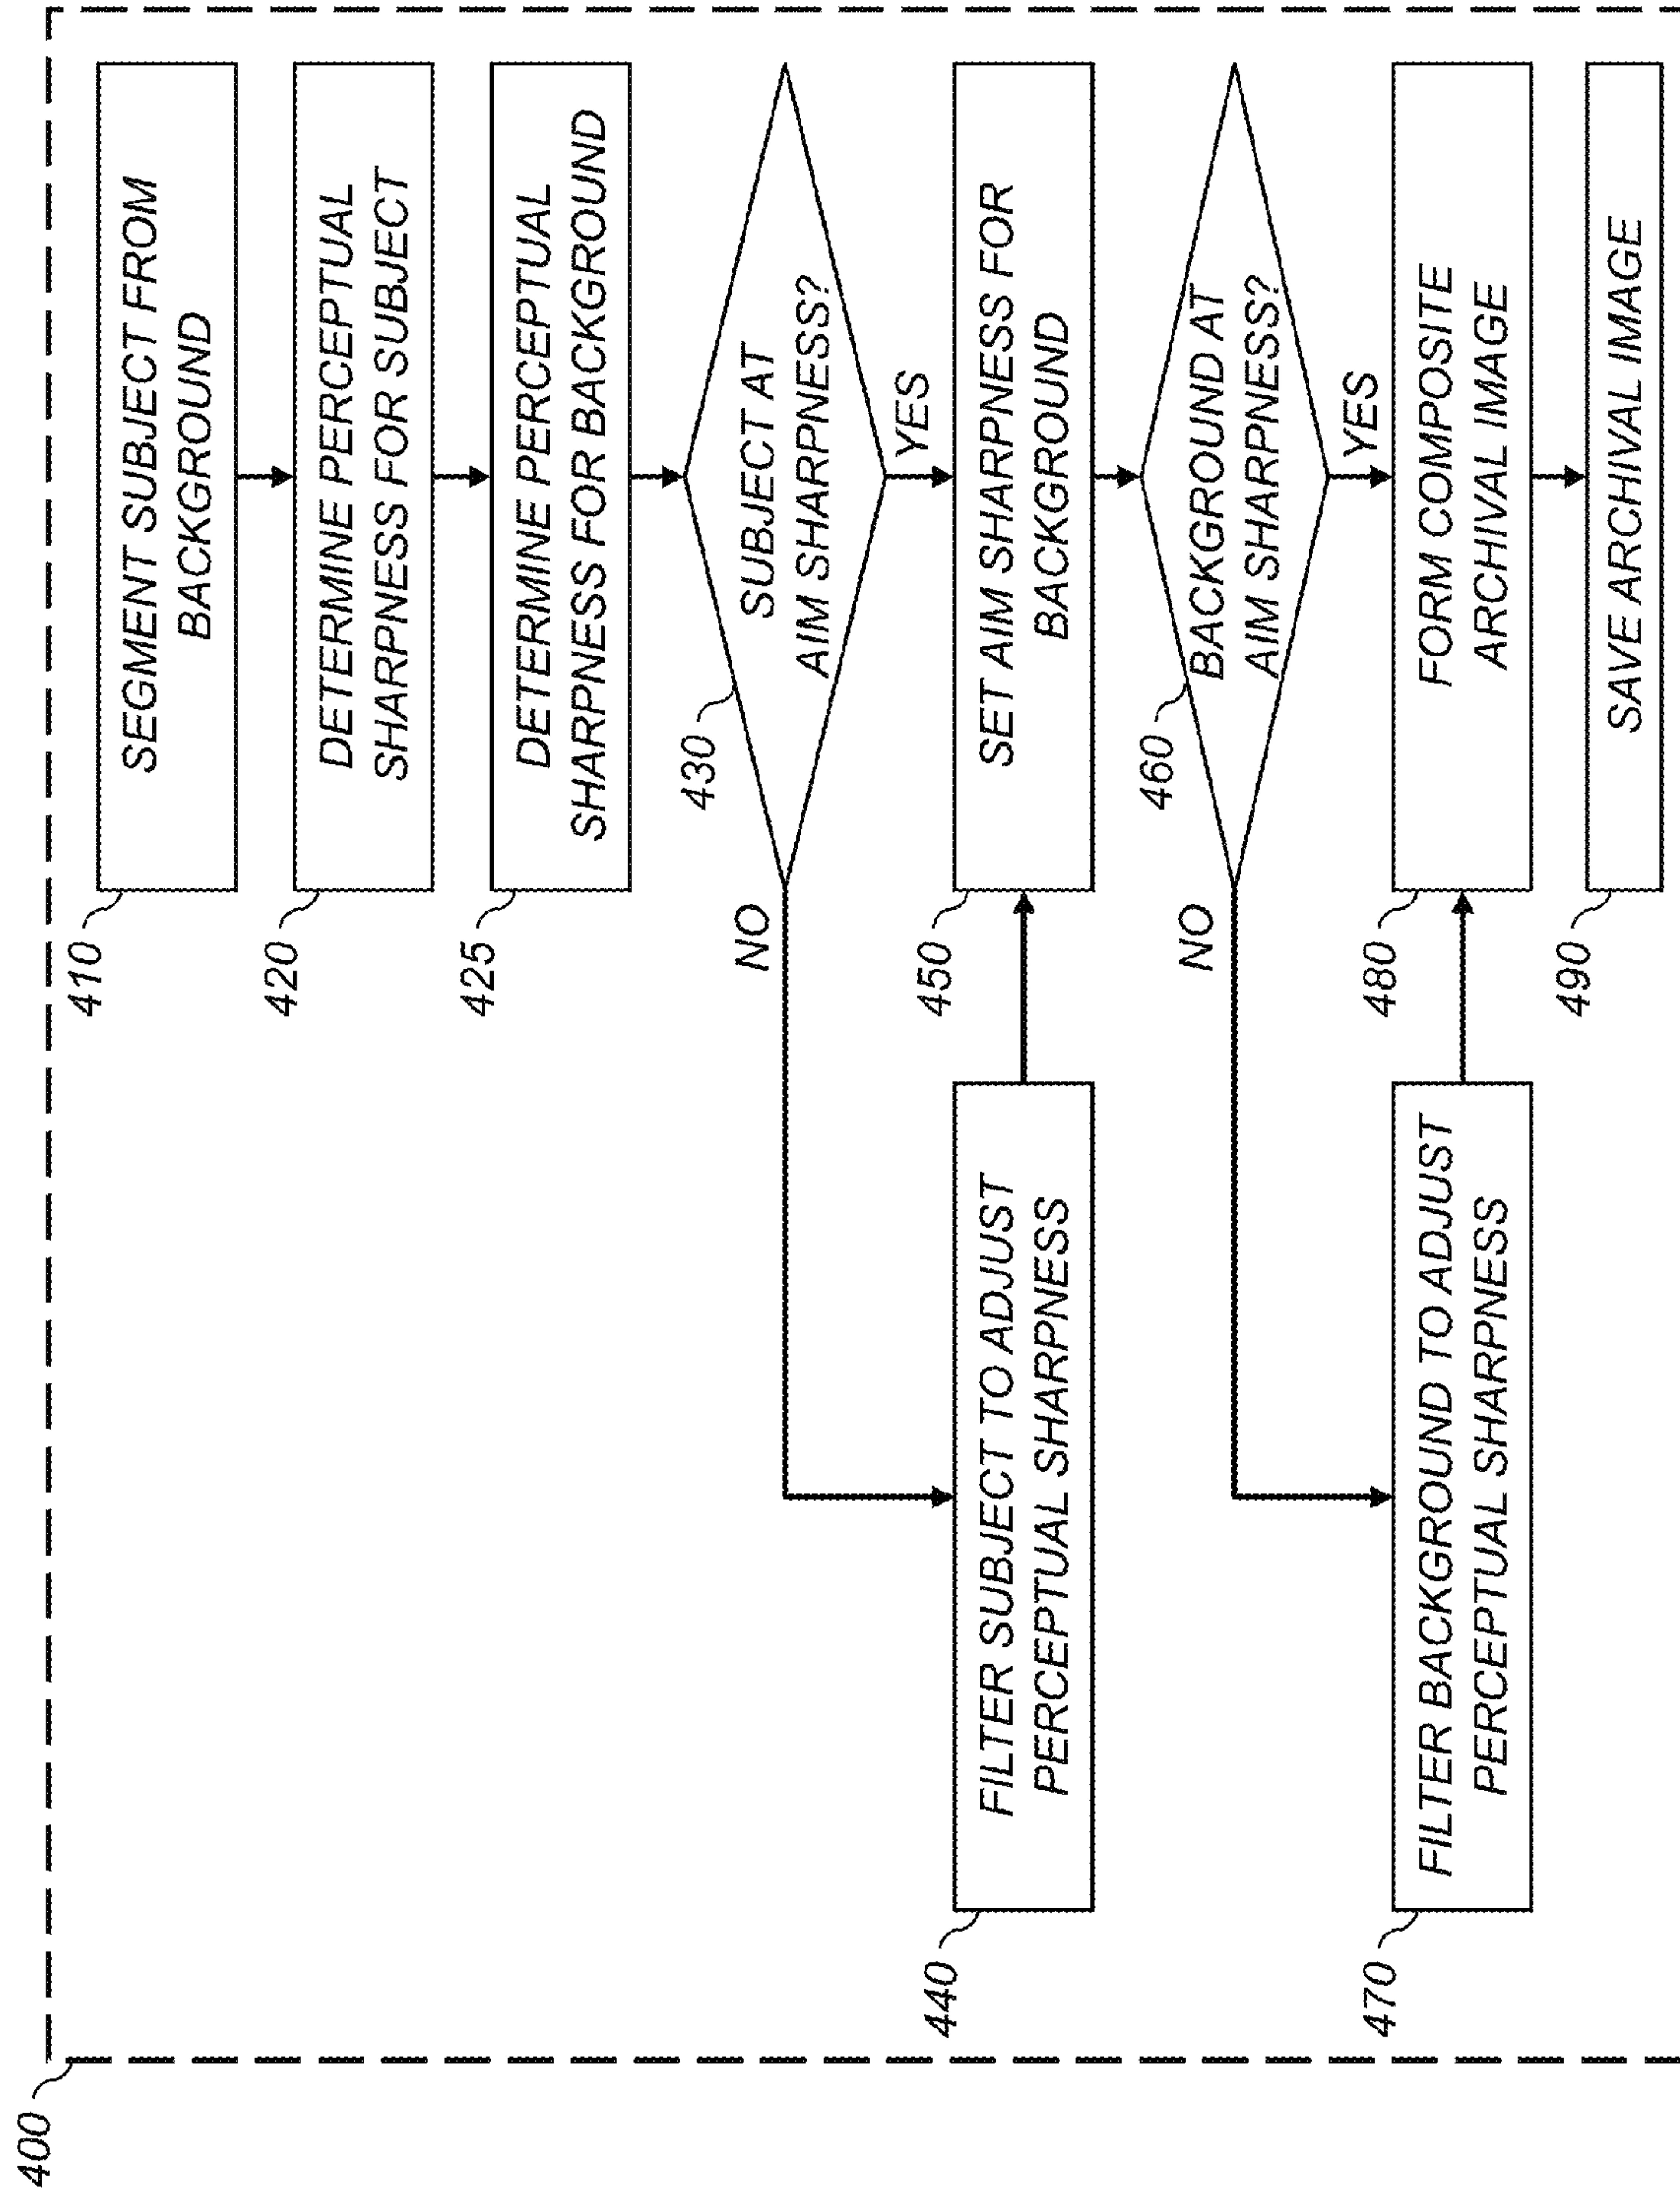 400
410
SEGMENT SUBJECT FROM
BACKGROUND
420
DETERMINE PERCEPTUAL
SHARPNESS FOR SUBJECT
425
DETERMINE PERCEPTUAL
SHARPNESS FOR BACKGROUND
430
SUBJECT AT
AIM SHARPNESS?
NO
YES
440
FILTER SUBJECT TO ADJUST
PERCEPTUAL SHARPNESS
450
SET AIM SHARPNESS FOR
BACKGROUND
460
BACKGROUND AT
AIM SHARPNESS?
NO
YES
470
FILTER BACKGROUND TO ADJUST
PERCEPTUAL SHARPNESS
480
FORM COMPOSITE
ARCHIVAL IMAGE
490
SAVE ARCHIVAL IMAGE